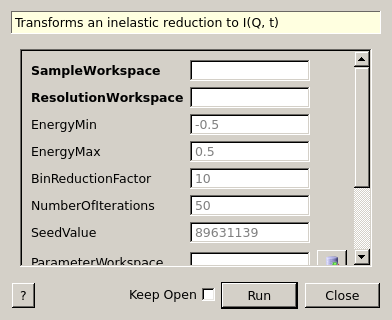 Transforms an inelastic reduction to I(Q, t)
SampleWorkspace
ResolutionWorkspace
EnergyMin -0.5
EnergyMax 0.5
BinReductionFactor 10
NumberOfIterations 50
SeedValue 89631139
ParameterWorkspace
? Keep Open Run Close